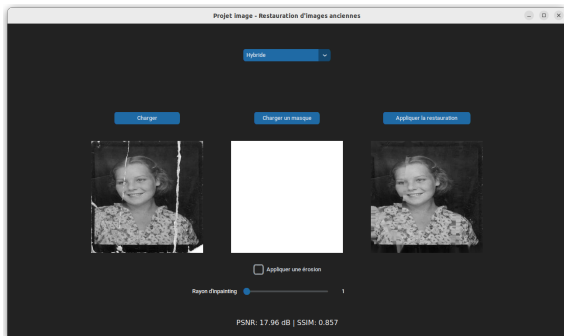 Projet image - Restauration d'images anciennes
Hybride
Charger
Charger un masque
Appliquer la restauration
Appliquer une érosion
Rayon d'inpainting 1
PSNR: 17.96 dB | SSIM: 0.857